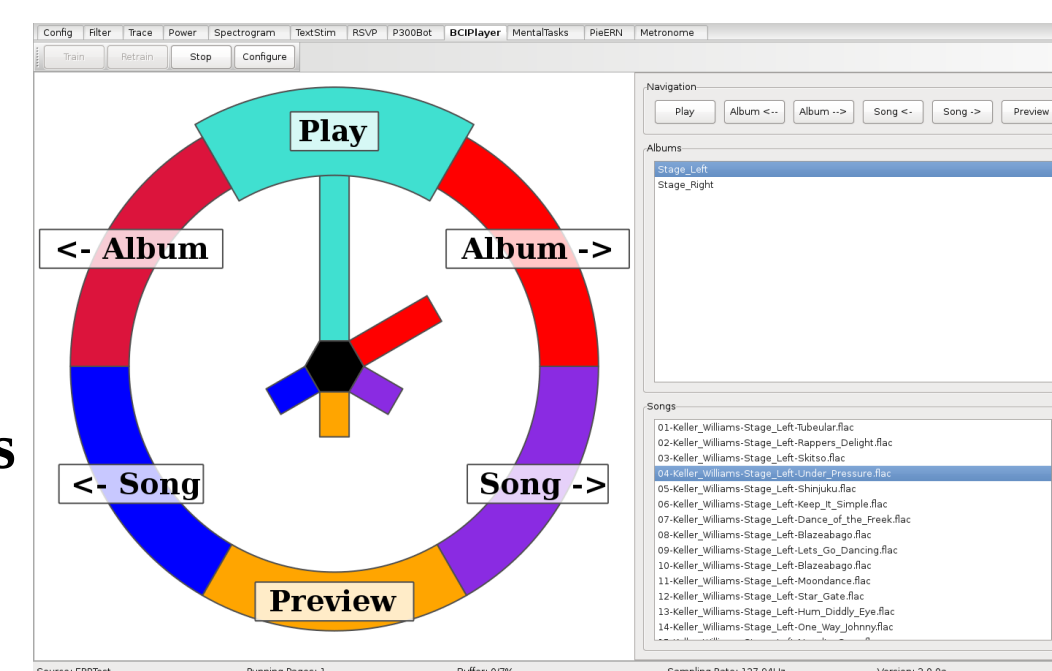 Config Filter Trace Power Spectrogram TextStim RSVP P300Bot BCIPlayer MentalTasks PieERN Metronome
Train Retrain Stop Configure
Play
<- Album
Album ->
<- Song
Song ->
Preview
s
Navigation
Play Album <-- Album --> Song <- Song -> Preview
Albums
Stage_Left
Stage_Right
Songs
01-Keller_Williams-Stage_Left-Tubeular.flac
02-Keller_Williams-Stage_Left-Rappers_Delight.flac
03-Keller_Williams-Stage_Left-Skitso.flac
04-Keller_Williams-Stage_Left-Under_Pressure.flac
05-Keller_Williams-Stage_Left-Shinjuku.flac
06-Keller_Williams-Stage_Left-Keep_It_Simple.flac
07-Keller_Williams-Stage_Left-Dance_of_the_Freek.flac
08-Keller_Williams-Stage_Left-Blazeabago.flac
09-Keller_Williams-Stage_Left-Lets_Go_Dancing.flac
10-Keller_Williams-Stage_Left-Blazeabago.flac
11-Keller_Williams-Stage_Left-Moondance.flac
12-Keller_Williams-Stage_Left-Star_Gate.flac
13-Keller_Williams-Stage_Left-Hum_Diddly_Eye.flac
14-Keller_Williams-Stage_Left-One_Way_Johnny.flac